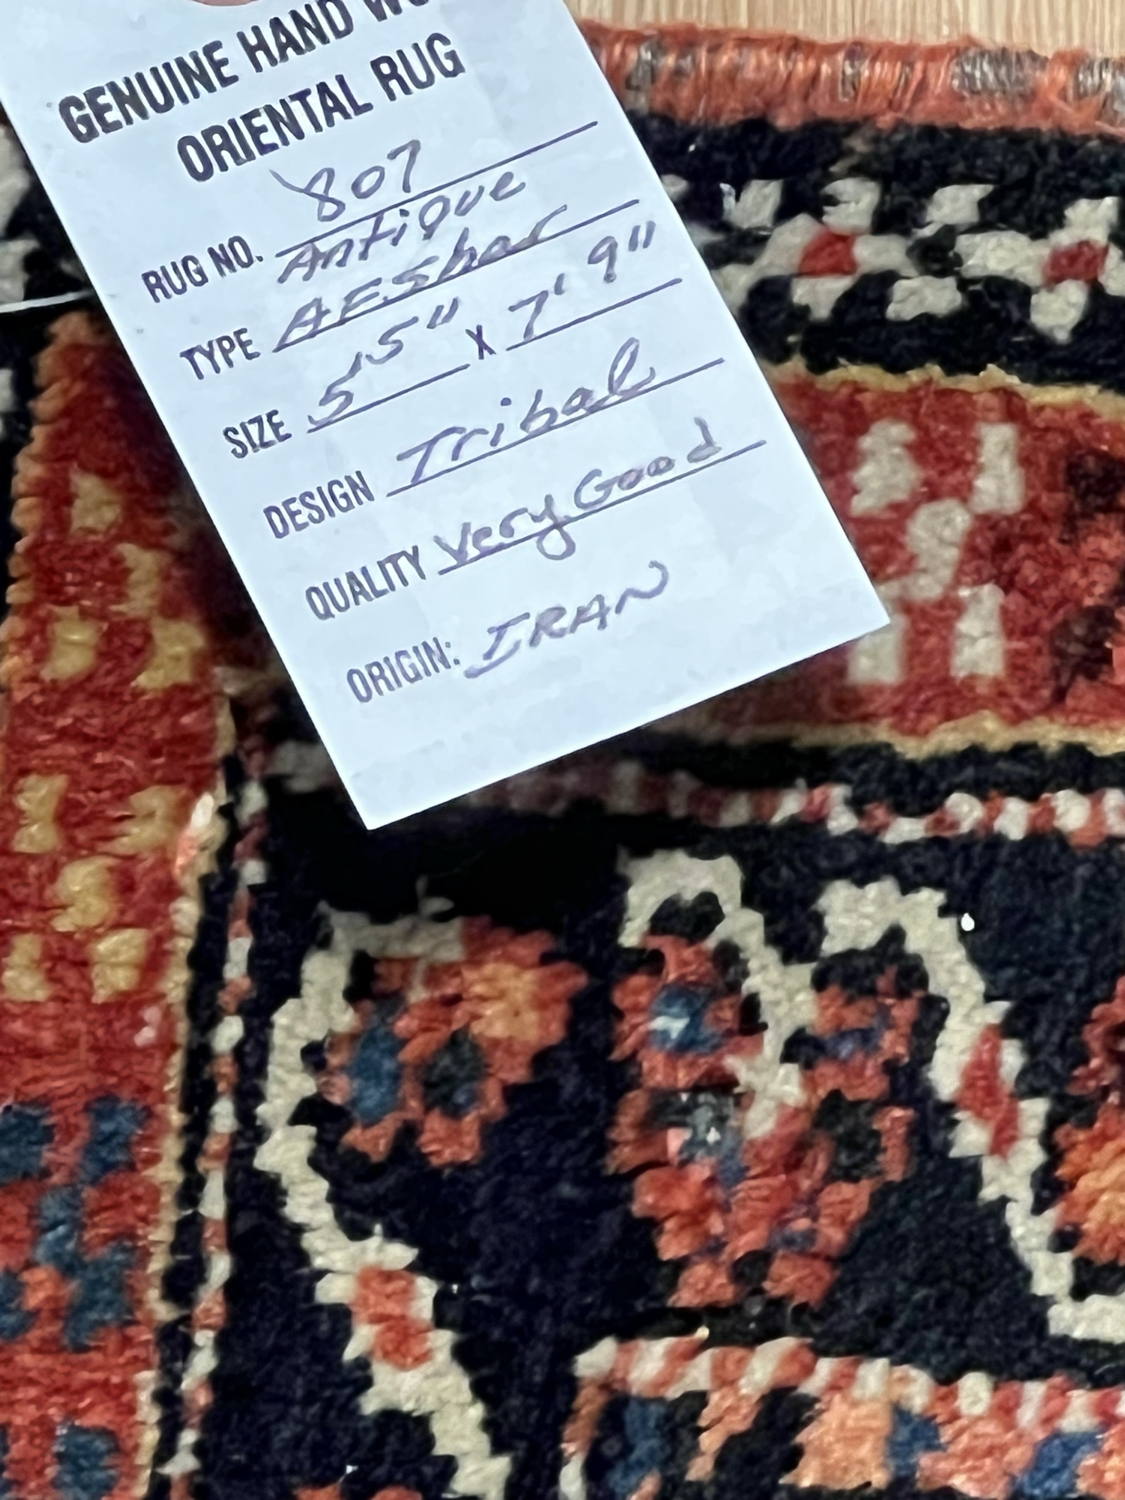 GENUINE HAND WO
ORIENTAL RUG
RUG NO. 807
Antique
TYPE AFShar
SIZE 5'5" X 7'9"
DESIGN Tribal
QUALITY Very Good
ORIGIN: IRAN